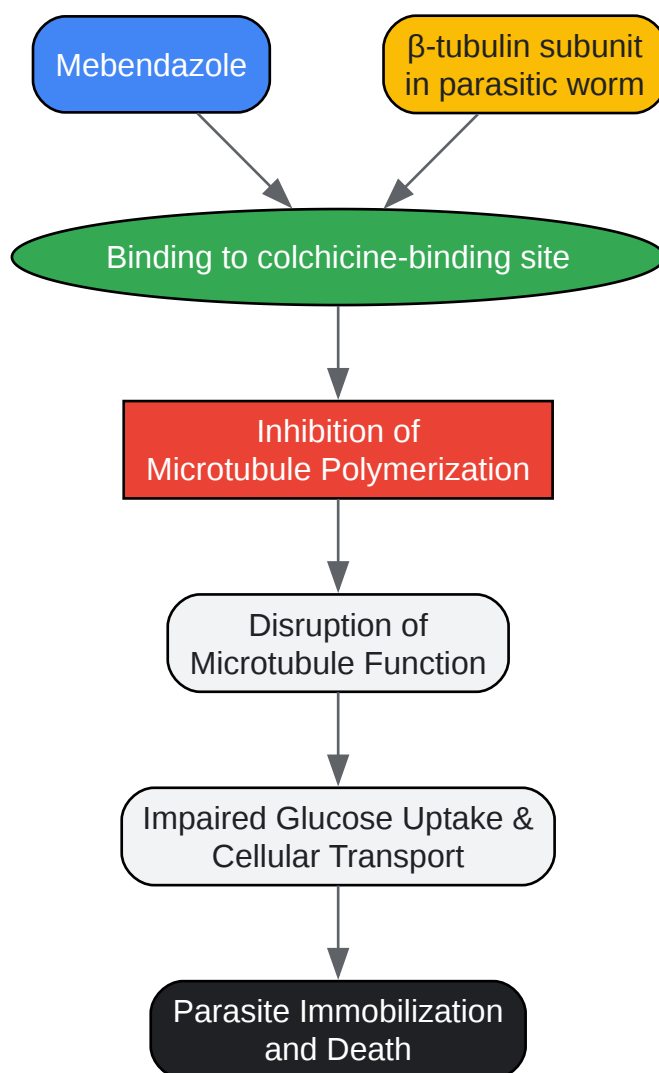 Mebendazole
β-tubulin subunit
in parasitic worm
Binding to colchicine-binding site
Inhibition of
Microtubule Polymerization
Disruption of
Microtubule Function
Impaired Glucose Uptake &
Cellular Transport
Parasite Immobilization
and Death